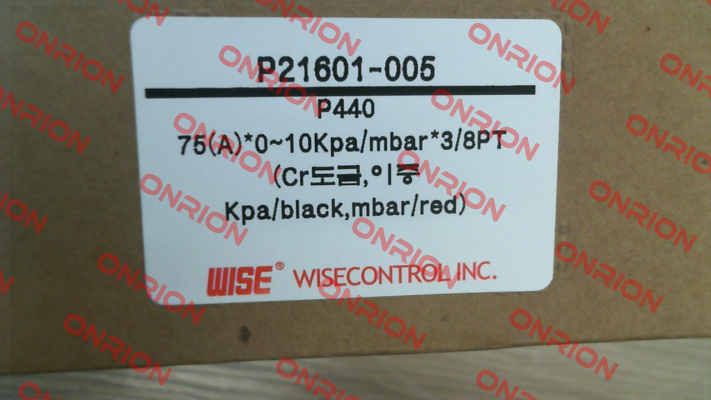 P21601-005
P440
75(A)*0~10Kpa/mbar*3/8PT
(Cr도금,이중
Kpa/black,mbar/red)
WISE® WISECONTROL INC.
ONRION